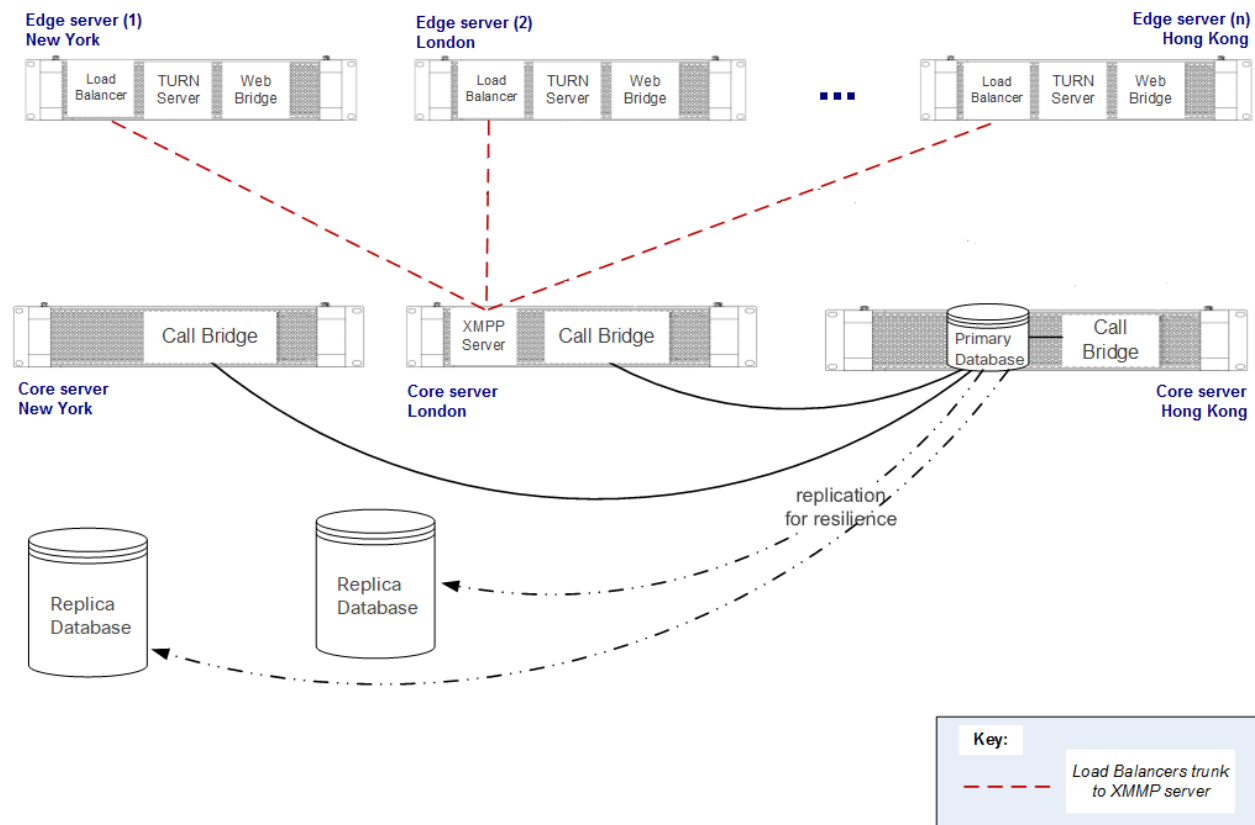 Edge server (1)
New York
Edge server (2)
London
Edge server (n)
Hong Kong
Load
Balancer
TURN
Server
Web
Bridge
Load
Balancer
TURN
Server
Web
Bridge
...
Load
Balancer
TURN
Server
Web
Bridge
Call Bridge
XMPP
Server
Call Bridge
Primary
Database
Call
Bridge
Core server
New York
Core server
London
Core server
Hong Kong
replication
for resilience
Replica
Database
Replica
Database
Key:
Load Balancers trunk
to XMMP server